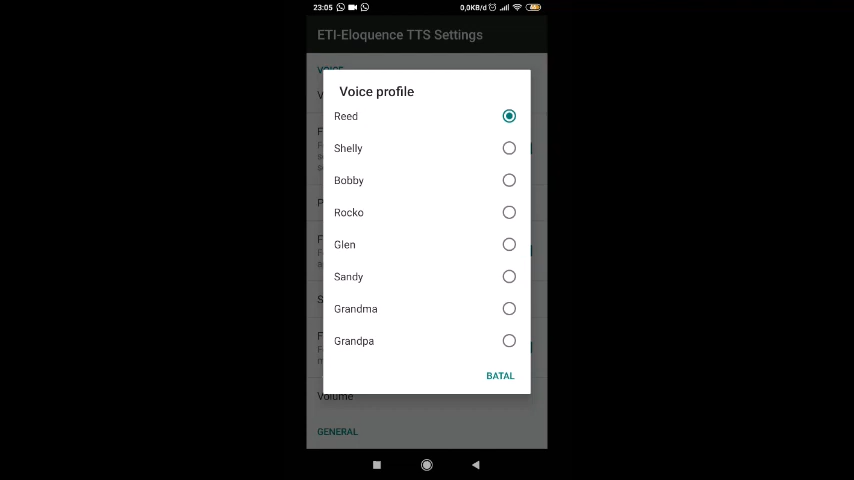 23:05 0,0KB/d
ETI-Eloquence TTS Settings
VOICE
Voice profile
Reed
Shelly
Bobby
Rocko
Glen
Sandy
Grandma
Grandpa
BATAL
Volume
GENERAL